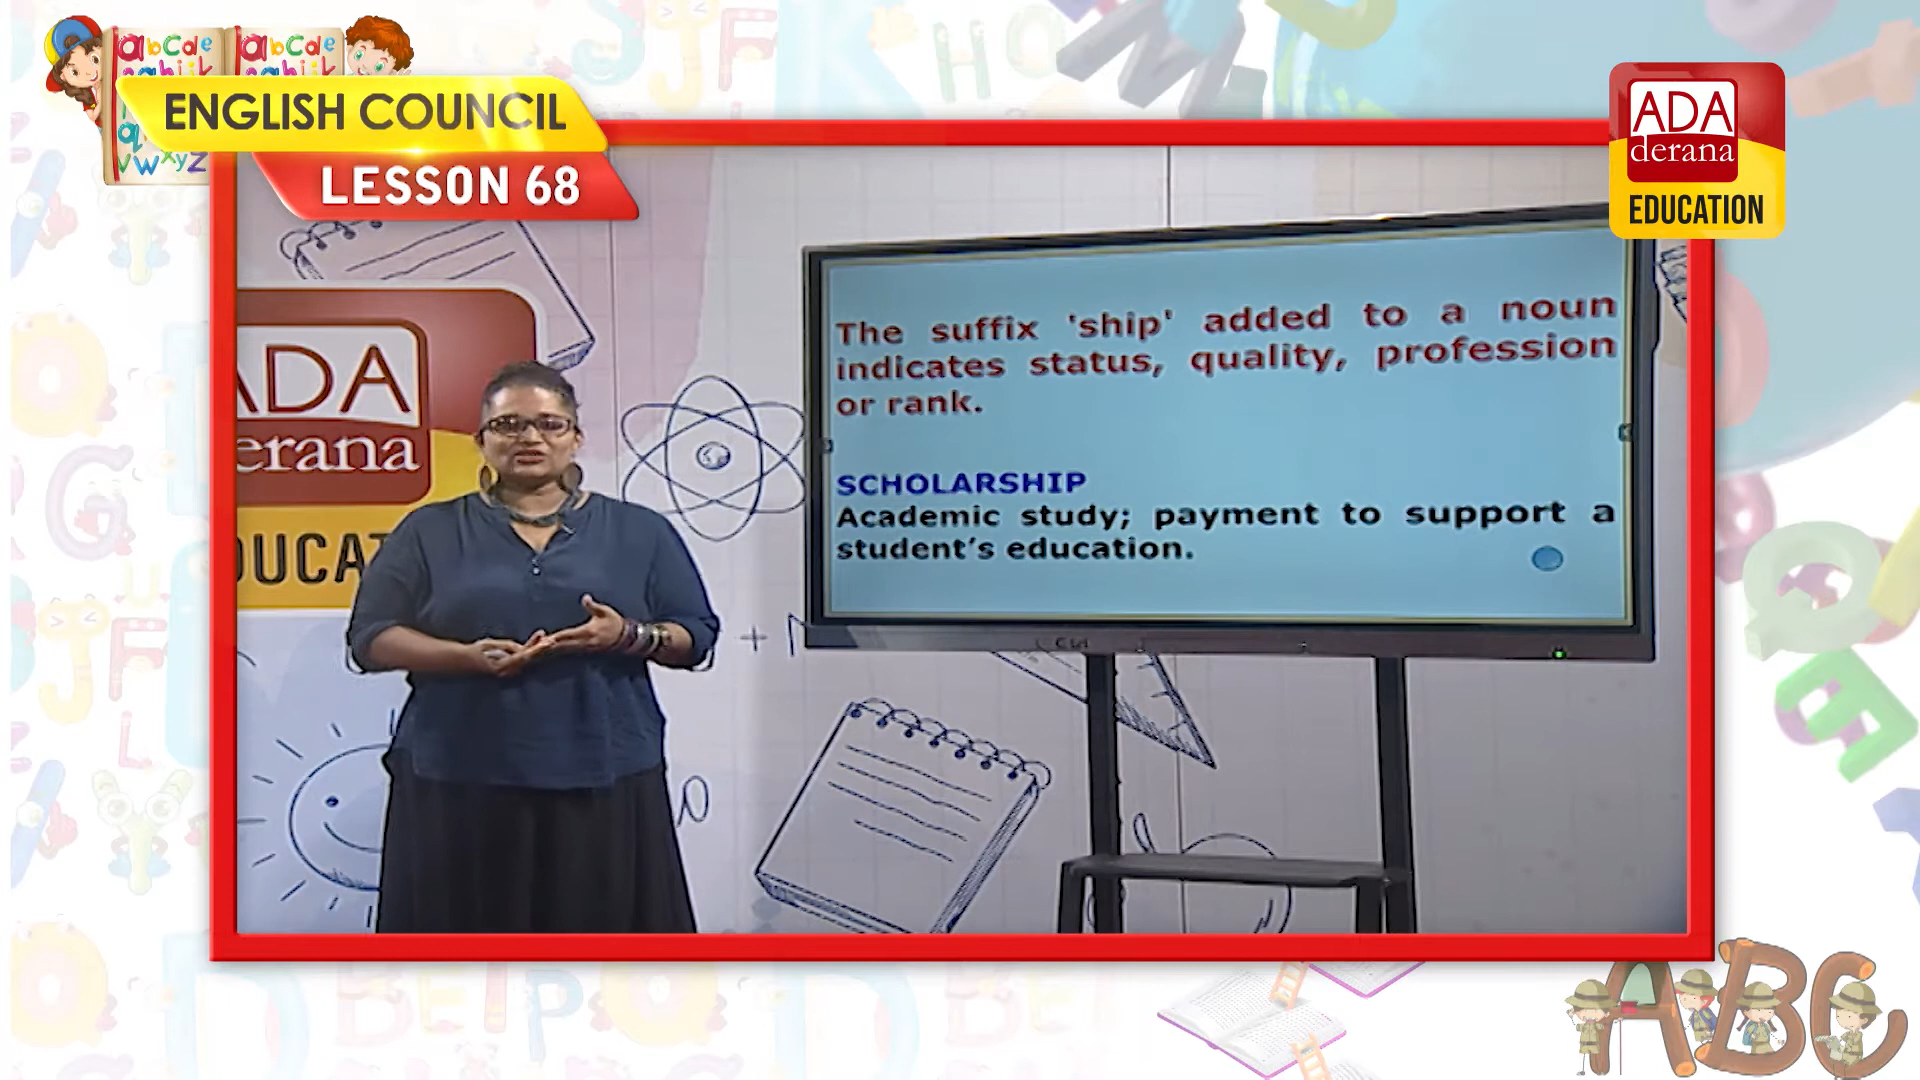 abcde abcde
ENGLISH COUNCIL
LESSON 68
ADA
derana
EDUCATION
ADA
erana
The suffix 'ship' added to a noun
indicates status, quality, profession
or rank.
SCHOLARSHIP
Academic study; payment to support a
student's education.
ABC